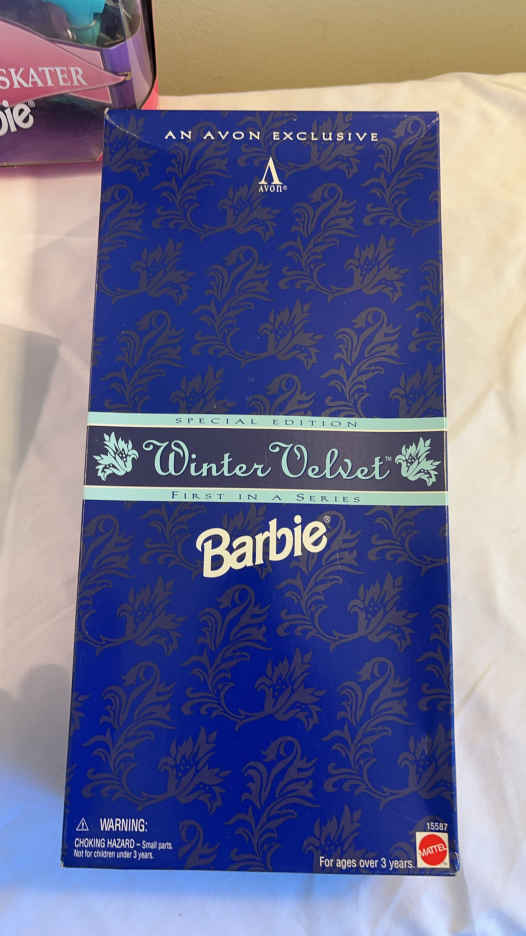 SKATER
bie®
AN AVON EXCLUSIVE
AVON®
SPECIAL EDITION
Winter Velvet™
FIRST IN A SERIES
Barbie®
⚠ WARNING:
CHOKING HAZARD – Small parts.
Not for children under 3 years.
15587
MATTEL
For ages over 3 years.